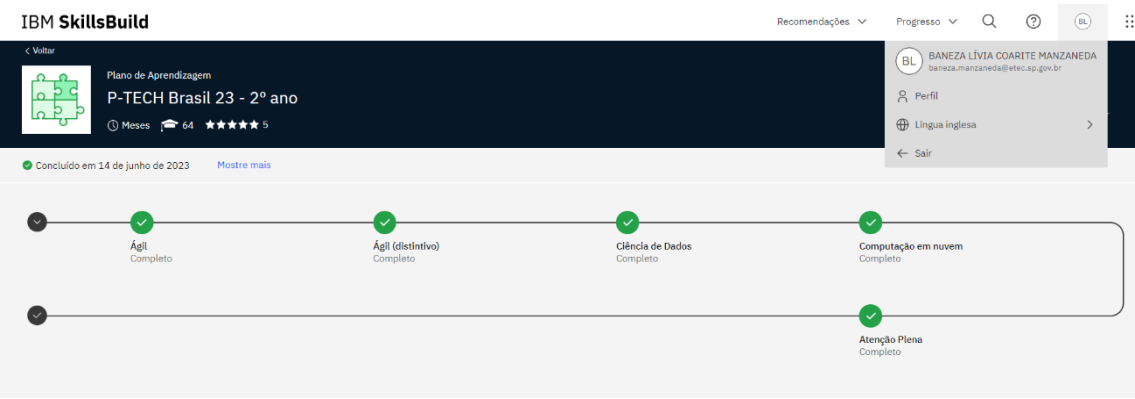 IBM SkillsBuild
Recomendações
Progresso
BL
< Voltar
Plano de Aprendizagem
P-TECH Brasil 23 - 2º ano
Meses 64 ★★★★★ 5
BL
BANEZA LÍVIA COARITE MANZANEDA
baneza.manzaneda@etec.sp.gov.br
Perfil
Língua inglesa
Sair
Concluído em 14 de junho de 2023 Mostre mais
Ágil
Completo
Ágil (distintivo)
Completo
Ciência de Dados
Completo
Computação em nuvem
Completo
Atenção Plena
Completo